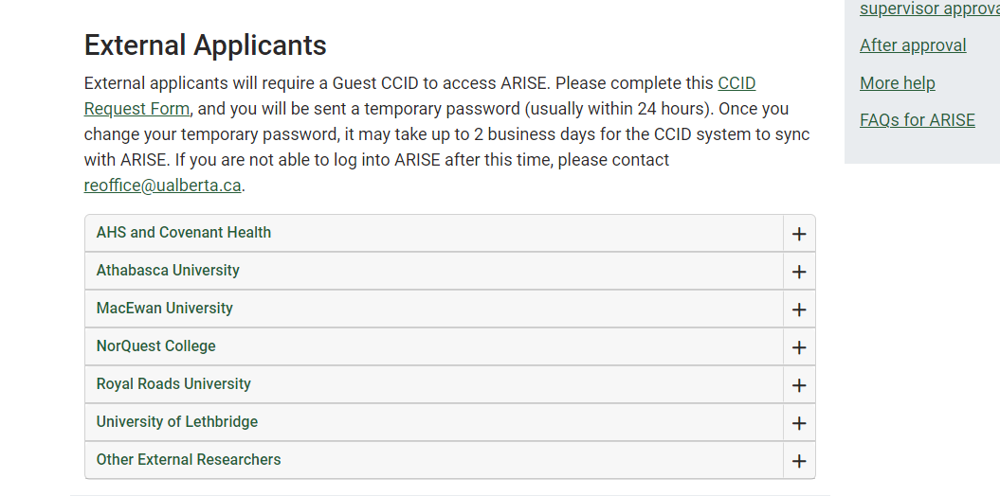 External Applicants
External applicants will require a Guest CCID to access ARISE. Please complete this CCID
Request Form, and you will be sent a temporary password (usually within 24 hours). Once you
change your temporary password, it may take up to 2 business days for the CCID system to sync
with ARISE. If you are not able to log into ARISE after this time, please contact
reoffice@ualberta.ca.
AHS and Covenant Health
Athabasca University
MacEwan University
NorQuest College
Royal Roads University
University of Lethbridge
Other External Researchers
supervisor approva
After approval
More help
FAQs for ARISE